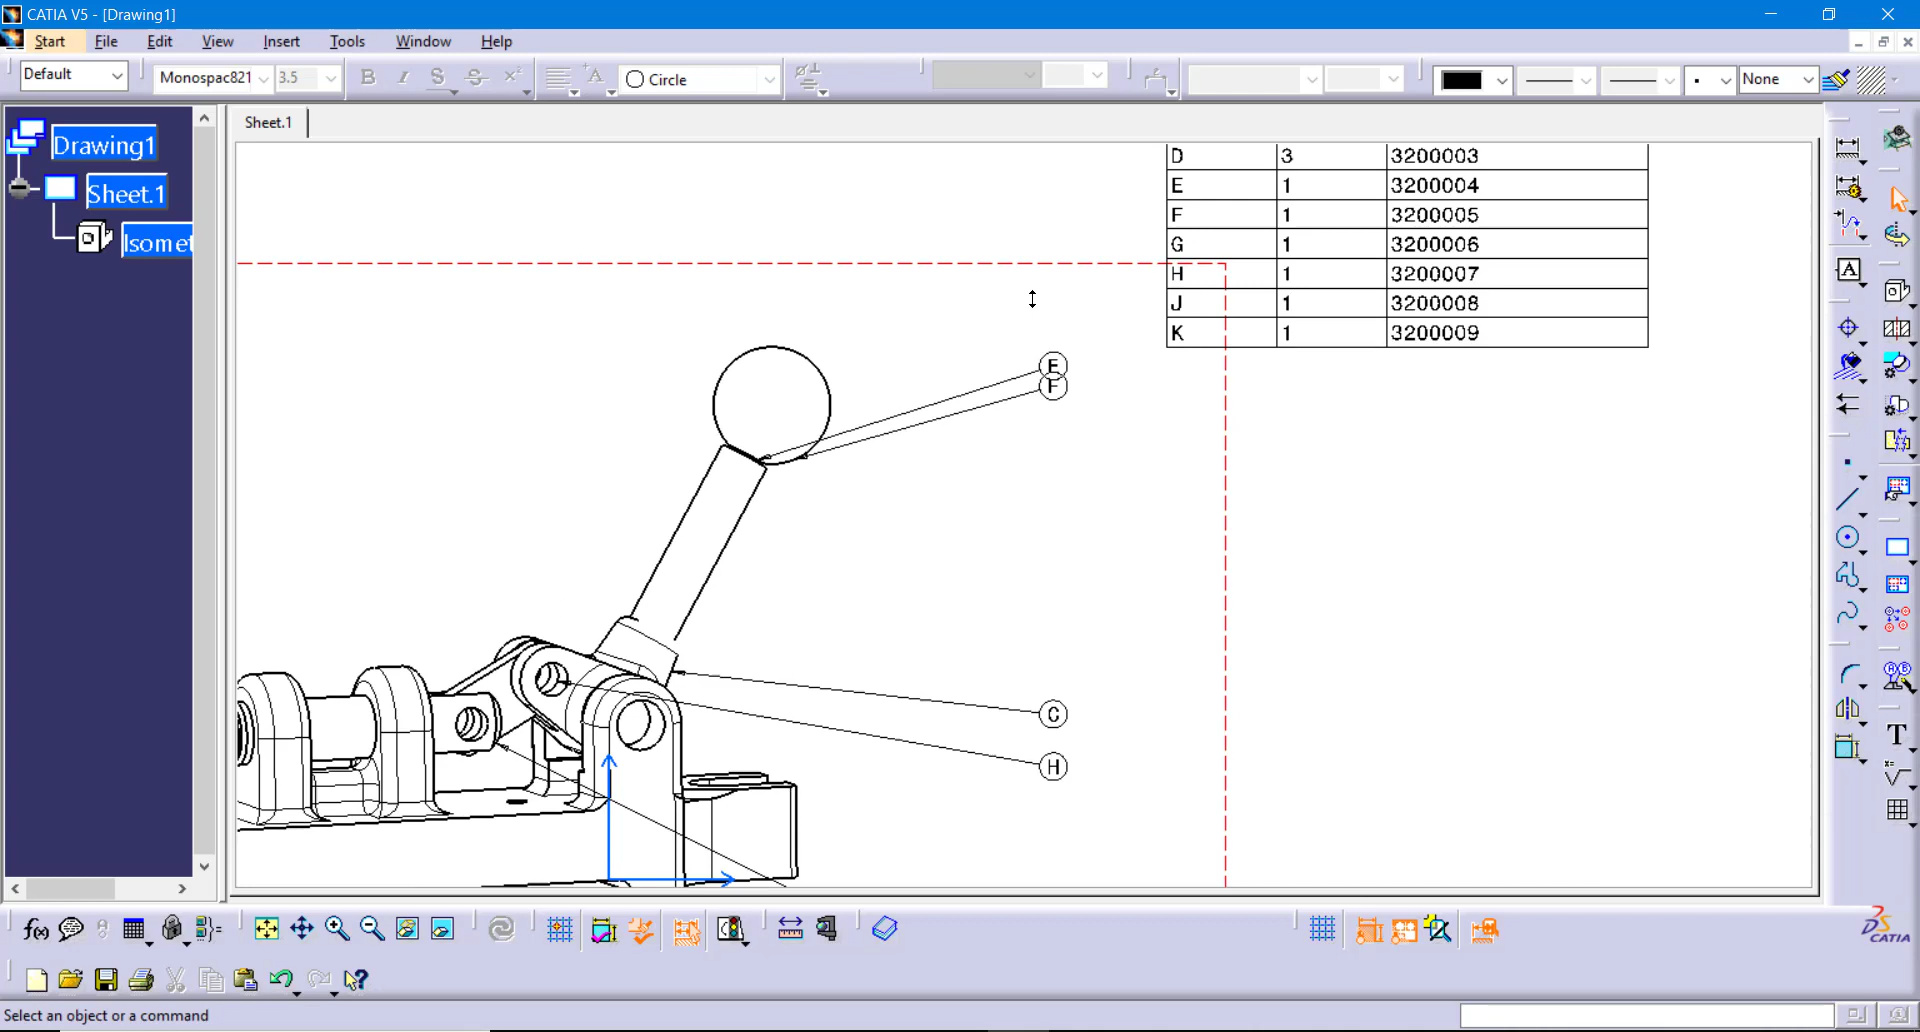 CATIA V5 - [Drawing1]
Start File Edit View Insert Tools Window Help
Default Monospac821 3.5 B I S S x Circle None
Drawing1
Sheet.1
Isomet
Sheet.1
D 3 3200003
E 1 3200004
F 1 3200005
G 1 3200006
H 1 3200007
J 1 3200008
K 1 3200009
E
F
C
H
A
T
f(x)
DS CATIA
Select an object or a command